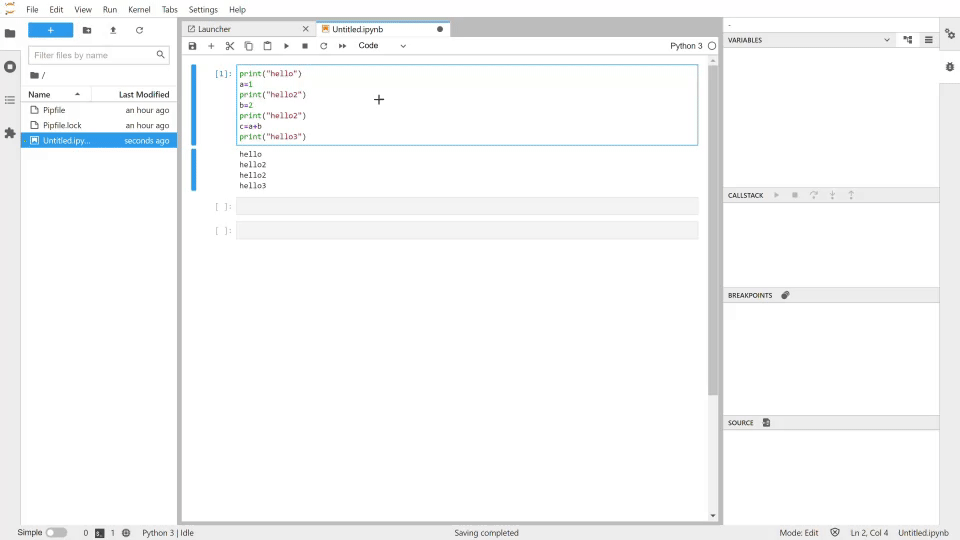 File Edit View Run Kernel Tabs Settings Help
Filter files by name
/
Name Last Modified
Pipfile an hour ago
Pipfile.lock an hour ago
Untitled.ipy... seconds ago
Launcher
Untitled.ipynb
Code
Python 3
[1]:
print("hello")
a=1
print("hello2")
b=2
print("hello2")
c=a+b
print("hello3")
hello
hello2
hello2
hello3
[ ]:
[ ]:
-
VARIABLES
CALLSTACK
BREAKPOINTS
SOURCE
Simple 0 1 Python 3 | Idle Saving completed Mode: Edit Ln 2, Col 4 Untitled.ipynb